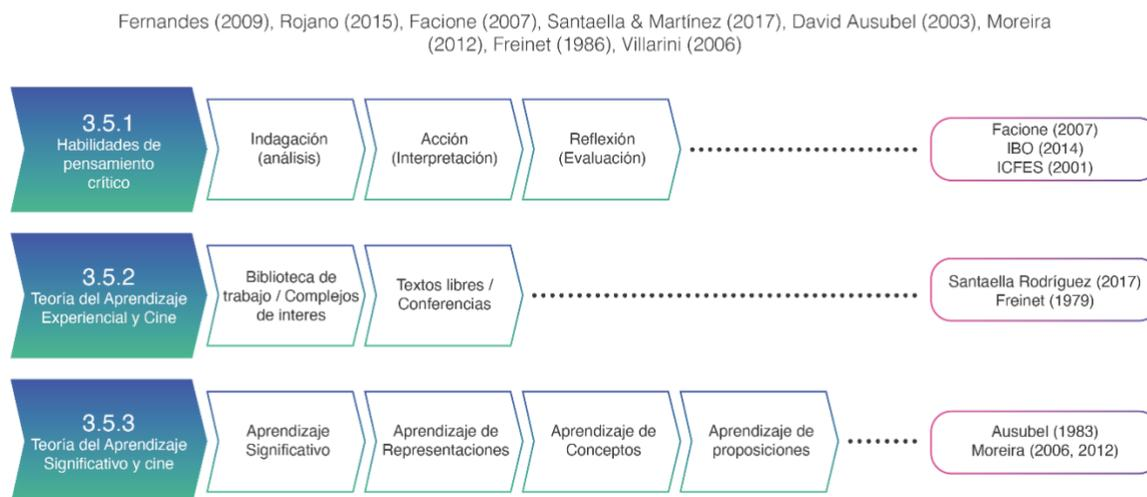 Fernandes (2009), Rojano (2015), Facione (2007), Santaella & Martínez (2017), David Ausubel (2003), Moreira
(2012), Freinet (1986), Villarini (2006)
3.5.1
Habilidades de
pensamiento
crítico
Indagación
(análisis)
Acción
(Interpretación)
Reflexión
(Evaluación)
Facione (2007)
IBO (2014)
ICFES (2001)
3.5.2
Teoría del Aprendizaje
Experiencial y Cine
Biblioteca de
trabajo / Complejos
de interes
Textos libres /
Conferencias
Santaella Rodríguez (2017)
Freinet (1979)
3.5.3
Teoría del Aprendizaje
Significativo y cine
Aprendizaje
Significativo
Aprendizaje de
Representaciones
Aprendizaje de
Conceptos
Aprendizaje de
proposiciones
Ausubel (1983)
Moreira (2006, 2012)